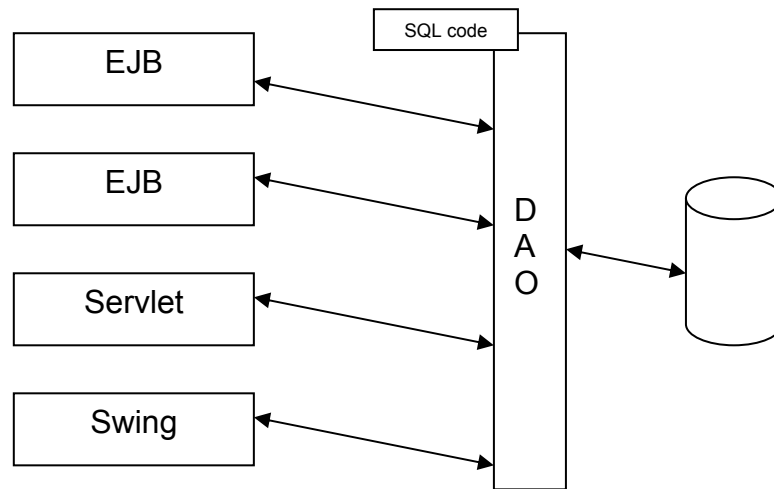 SQL code
EJB
EJB
D
A
O
Servlet
Swing